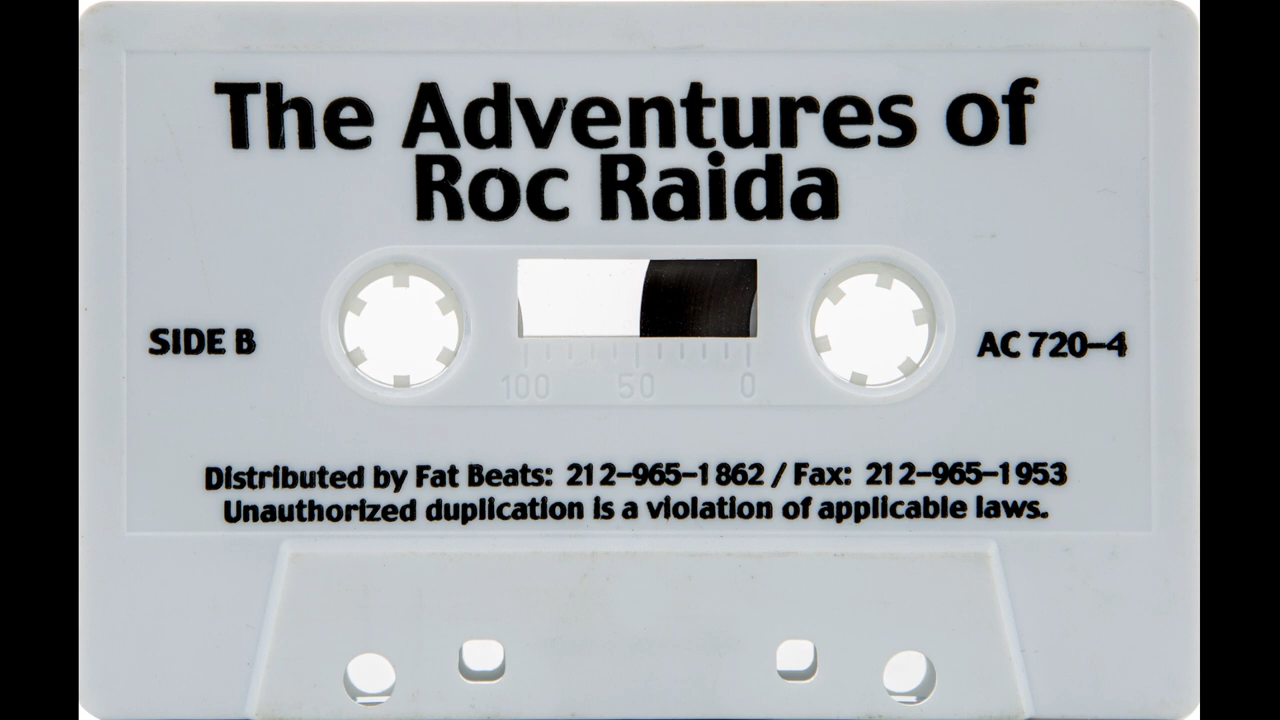 The Adventures of
Roc Raida
SIDE B
AC 720-4
100 50 0
Distributed by Fat Beats: 212-965-1862 / Fax: 212-965-1953
Unauthorized duplication is a violation of applicable laws.